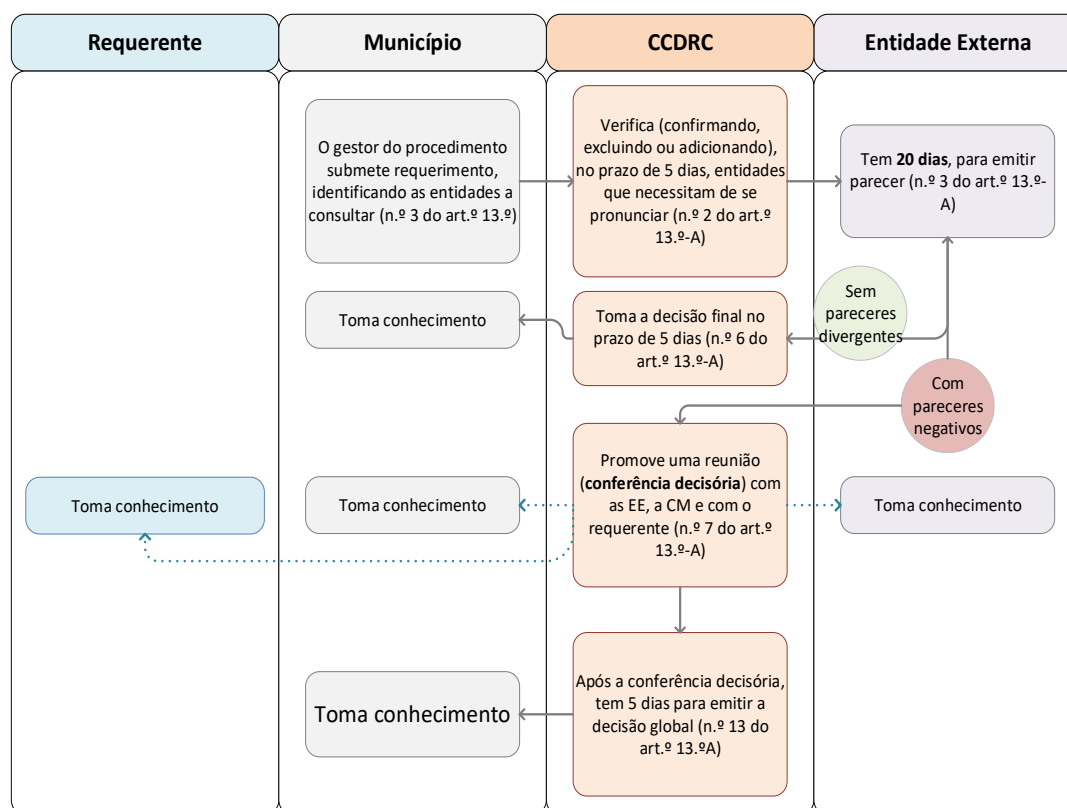 Requerente
Município
CCDRC
Entidade Externa
O gestor do procedimento
submete requerimento,
identificando as entidades a
consultar (n.º 3 do art.º 13.º)
Verifica (confirmando,
excluindo ou adicionando),
no prazo de 5 dias, entidades
que necessitam de se
pronunciar (n.º 2 do art.º
13.º-A)
Tem 20 dias, para emitir
parecer (n.º 3 do art.º 13.º-
A)
Sem
pareceres
divergentes
Toma conhecimento
Toma a decisão final no
prazo de 5 dias (n.º 6 do
art.º 13.º-A)
Com
pareceres
negativos
Toma conhecimento
Toma conhecimento
Promove uma reunião
(conferência decisória) com
as EE, a CM e com o
requerente (n.º 7 do art.º
13.º-A)
Toma conhecimento
Toma conhecimento
Após a conferência decisória,
tem 5 dias para emitir a
decisão global (n.º 13 do
art.º 13.ºA)